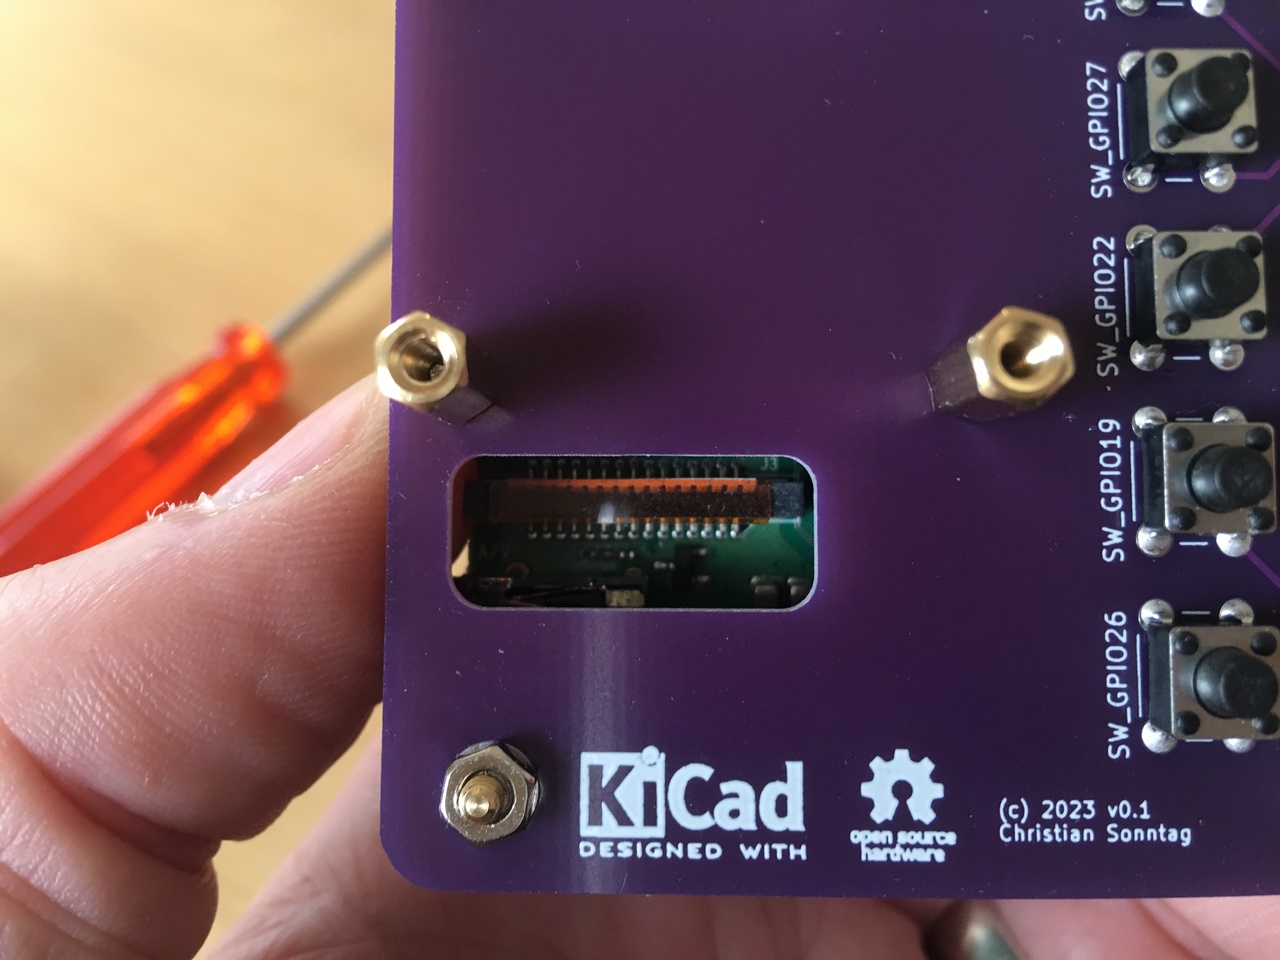 SW_GPIO27
SW_GPIO22
SW_GPIO19
SW_GPIO26
J3
A/V
KiCad
DESIGNED WITH
open source
hardware
(c) 2023 v0.1
Christian Sonntag